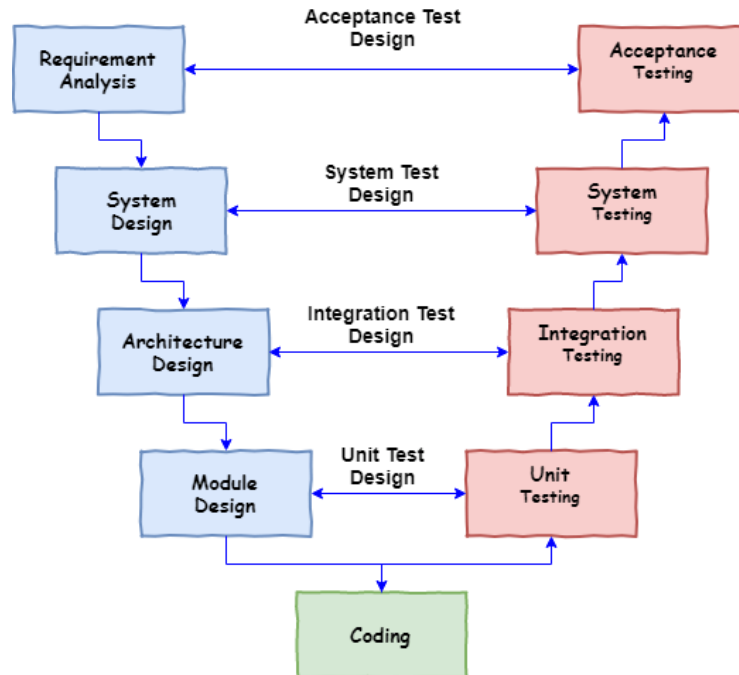 Acceptance Test
Design
Requirement
Analysis
Acceptance
Testing
System Test
Design
System
Design
System
Testing
Integration Test
Design
Architecture
Design
Integration
Testing
Unit Test
Design
Module
Design
Unit
Testing
Coding